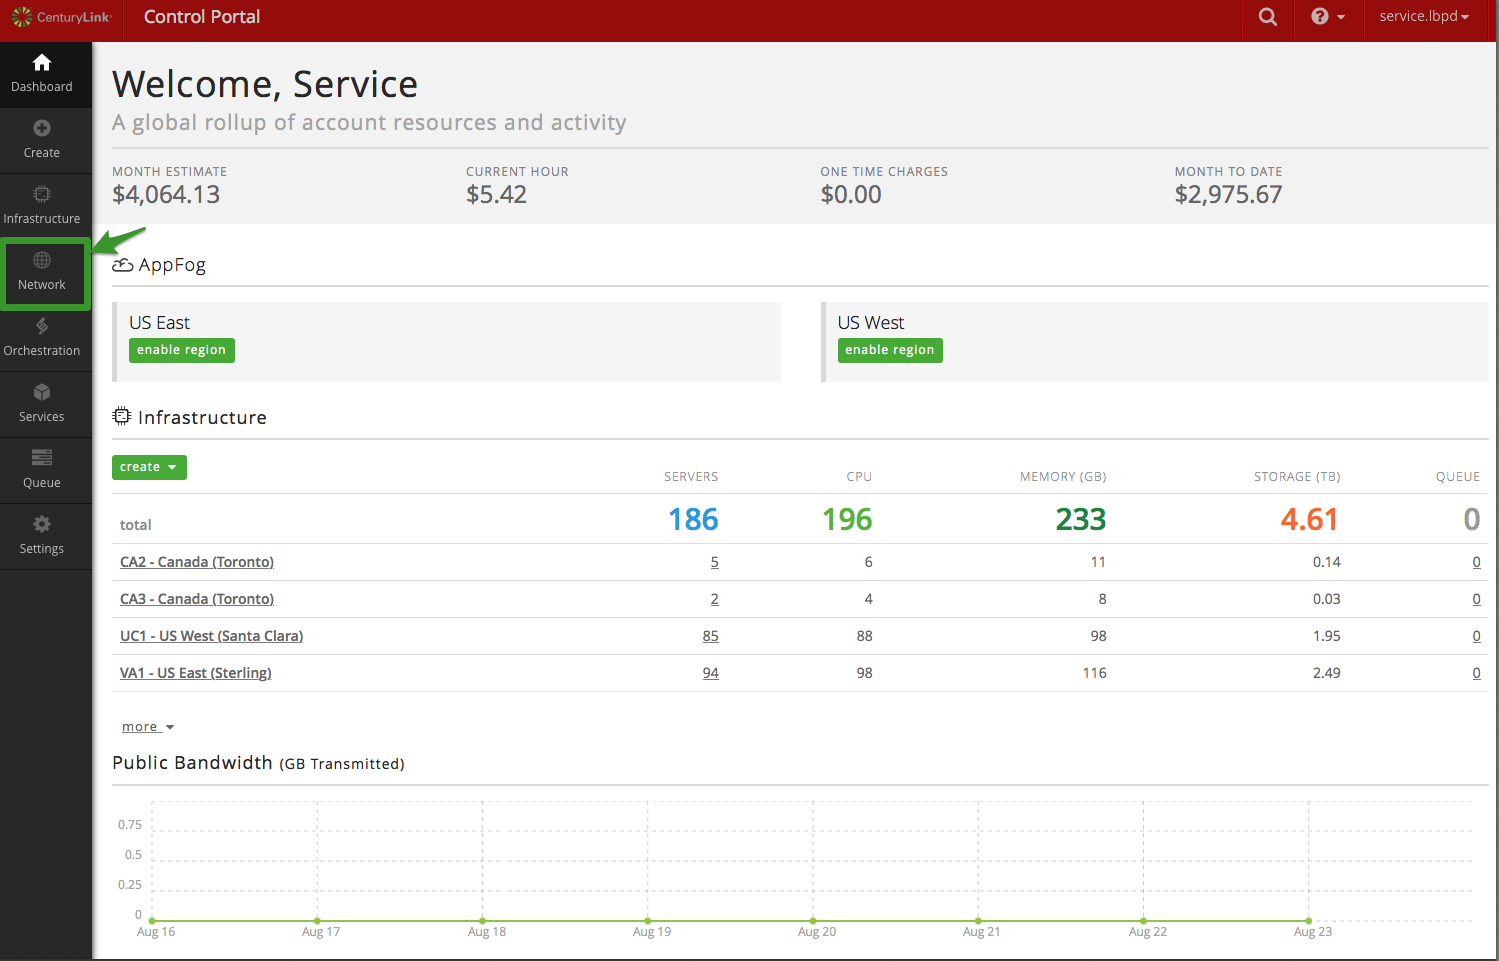 CenturyLink
Control Portal
service.lbpd
Dashboard
Create
Infrastructure
Network
Orchestration
Services
Queue
Settings
Welcome, Service
A global rollup of account resources and activity
MONTH ESTIMATE CURRENT HOUR ONE TIME CHARGES MONTH TO DATE
$4,064.13 $5.42 $0.00 $2,975.67
AppFog
US East US West
enable region enable region
Infrastructure
create
SERVERS CPU MEMORY (GB) STORAGE (TB) QUEUE
total 186 196 233 4.61 0
CA2 - Canada (Toronto) 5 6 11 0.14 0
CA3 - Canada (Toronto) 2 4 8 0.03 0
UC1 - US West (Santa Clara) 85 88 98 1.95 0
VA1 - US East (Sterling) 94 98 116 2.49 0
more
Public Bandwidth (GB Transmitted)
0.75
0.5
0.25
0
Aug 16 Aug 17 Aug 18 Aug 19 Aug 20 Aug 21 Aug 22 Aug 23